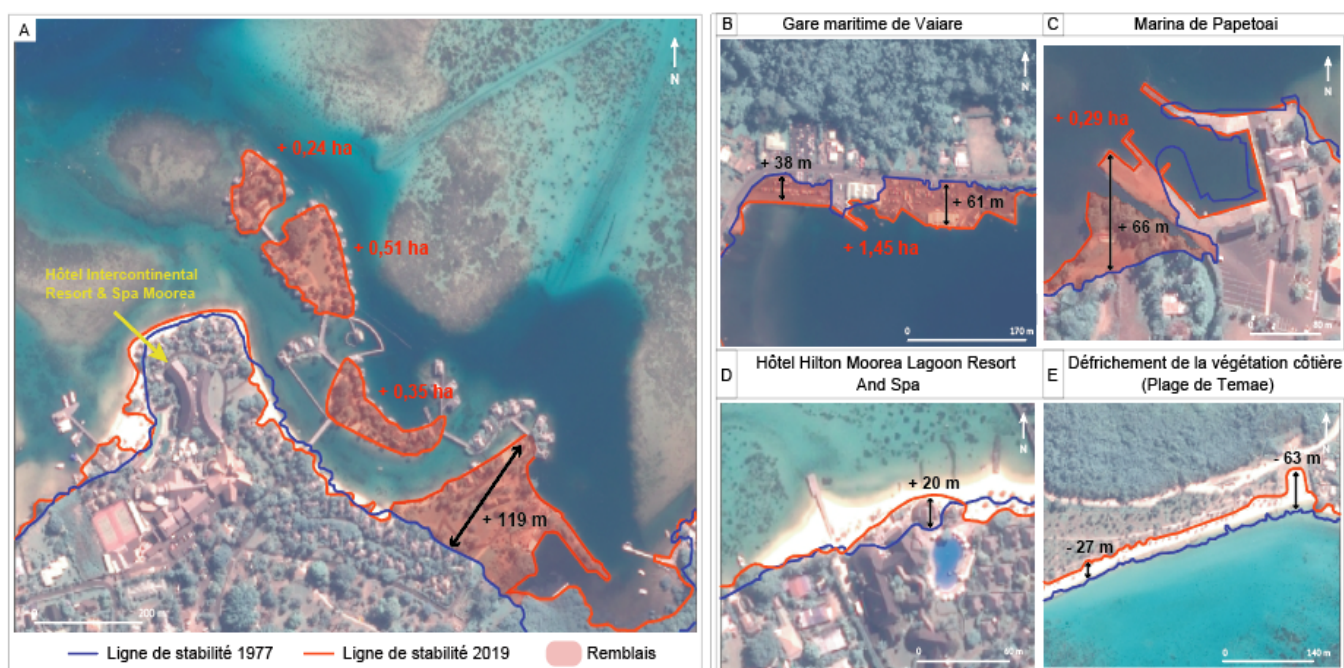 A
N
+ 0,24 ha
+ 0,51 ha
Hôtel Intercontinental
Resort & Spa Moorea
+ 0,35 ha
+ 119 m
0
200 m
Ligne de stabilité 1977
Ligne de stabilité 2019
Remblais
B
Gare maritime de Vaiare
N
+ 38 m
+ 61 m
+ 1,45 ha
0
170 m
C
Marina de Papetoai
N
+ 0,29 ha
+ 66 m
0
80 m
D
Hôtel Hilton Moorea Lagoon Resort
And Spa
N
+ 20 m
0
E
Défrichement de la végétation côtière
(Plage de Temae)
N
- 63 m
- 27 m
0
140 m